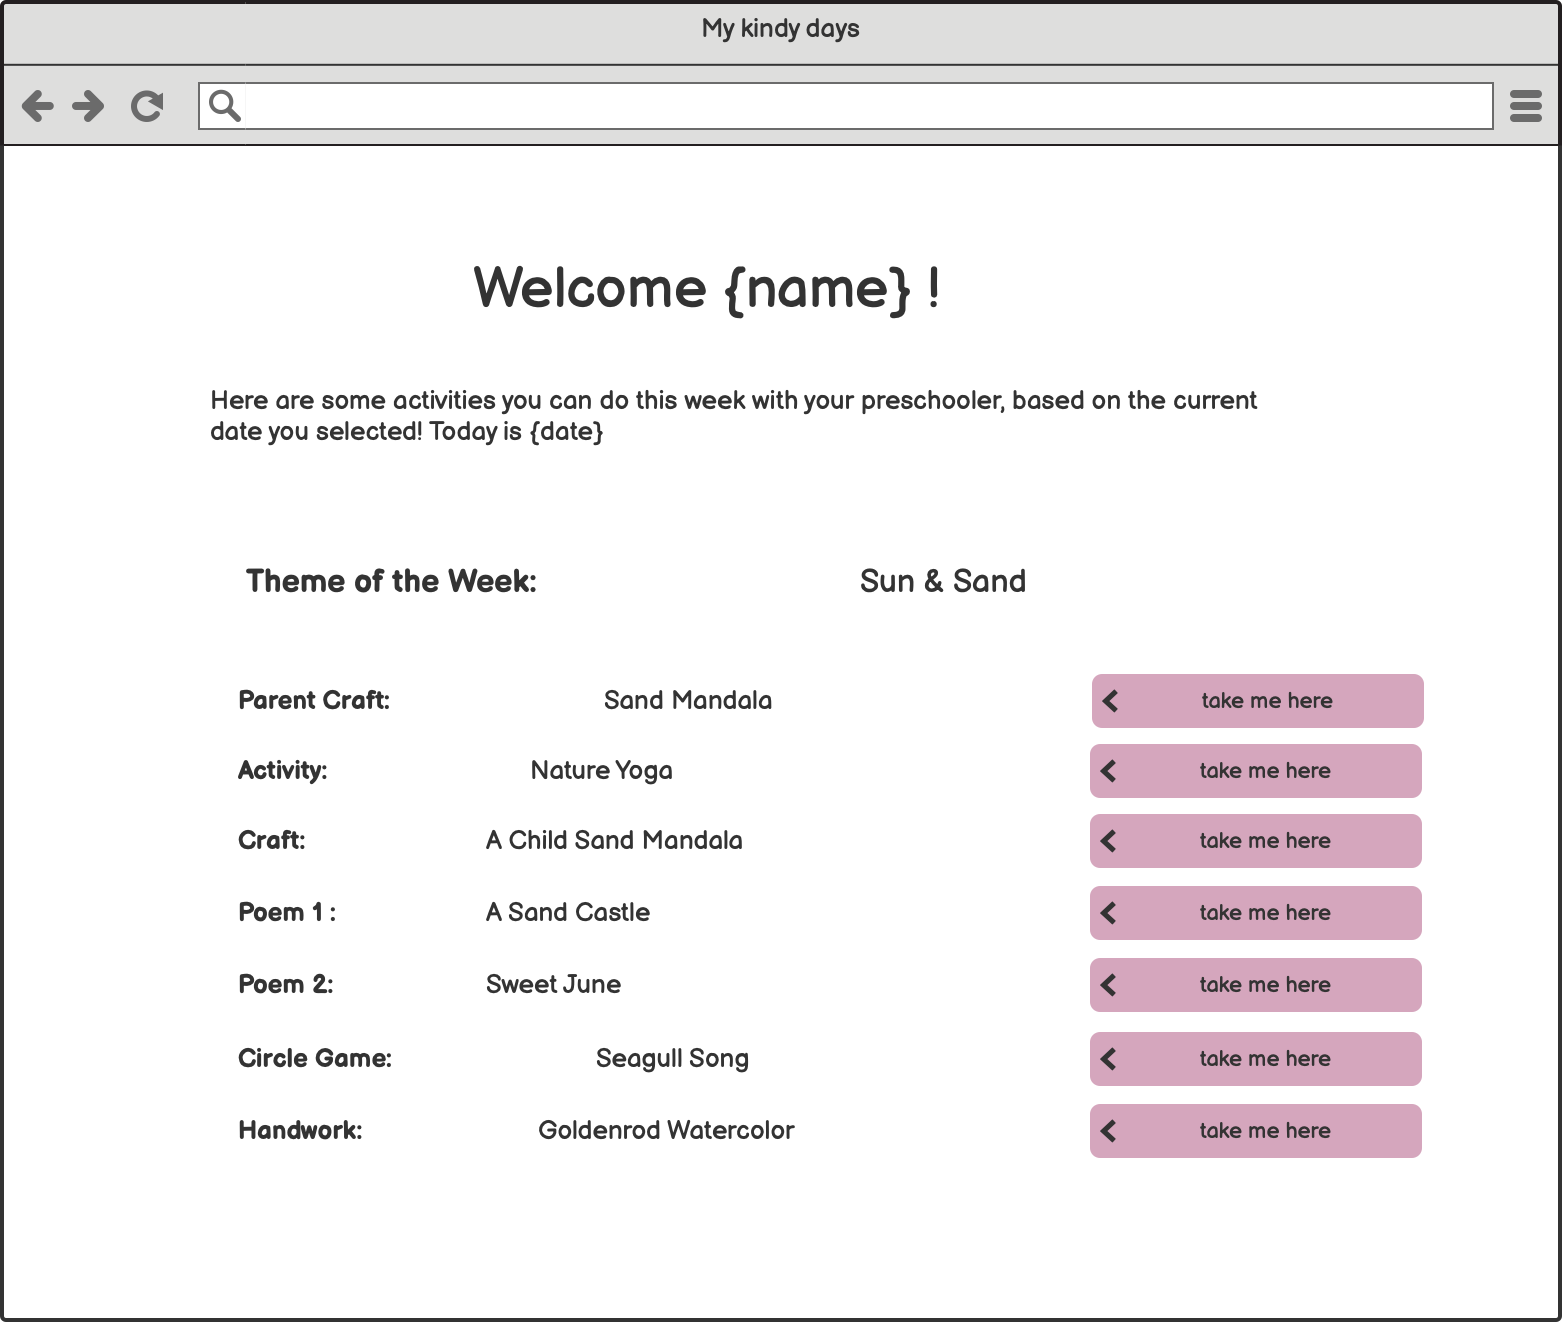 My kindy days
Welcome {name} !
Here are some activities you can do this week with your preschooler, based on the current
date you selected! Today is {date}
Theme of the Week: Sun & Sand
Parent Craft: Sand Mandala take me here
Activity: Nature Yoga take me here
Craft: A Child Sand Mandala take me here
Poem 1 : A Sand Castle take me here
Poem 2: Sweet June take me here
Circle Game: Seagull Song take me here
Handwork: Goldenrod Watercolor take me here